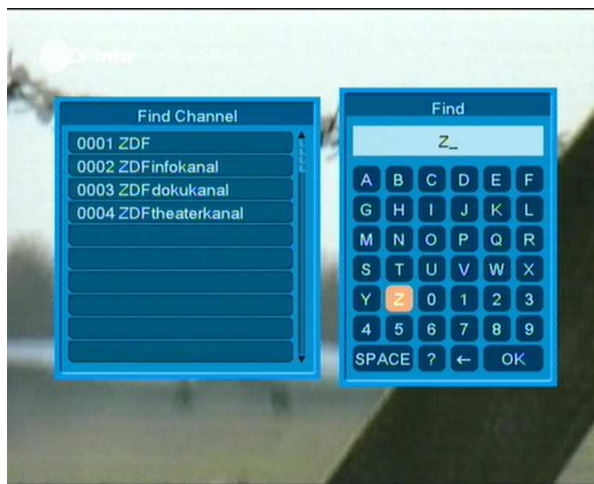 ZDFinfo
Find Channel
0001 ZDF
0002 ZDFinfokanal
0003 ZDFdokukanal
0004 ZDFtheaterkanal
Find
Z_
A B C D E F
G H I J K L
M N O P Q R
S T U V W X
Y Z 0 1 2 3
4 5 6 7 8 9
SPACE ? ← OK